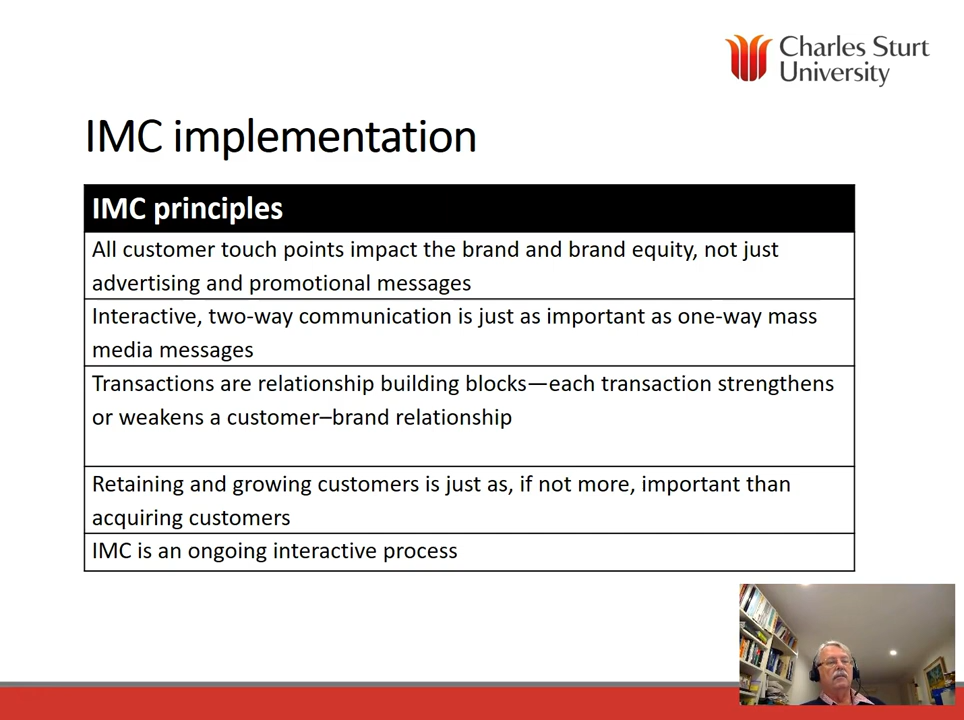 Charles Sturt
University
IMC implementation
IMC principles
All customer touch points impact the brand and brand equity, not just
advertising and promotional messages
Interactive, two-way communication is just as important as one-way mass
media messages
Transactions are relationship building blocks—each transaction strengthens
or weakens a customer–brand relationship
Retaining and growing customers is just as, if not more, important than
acquiring customers
IMC is an ongoing interactive process